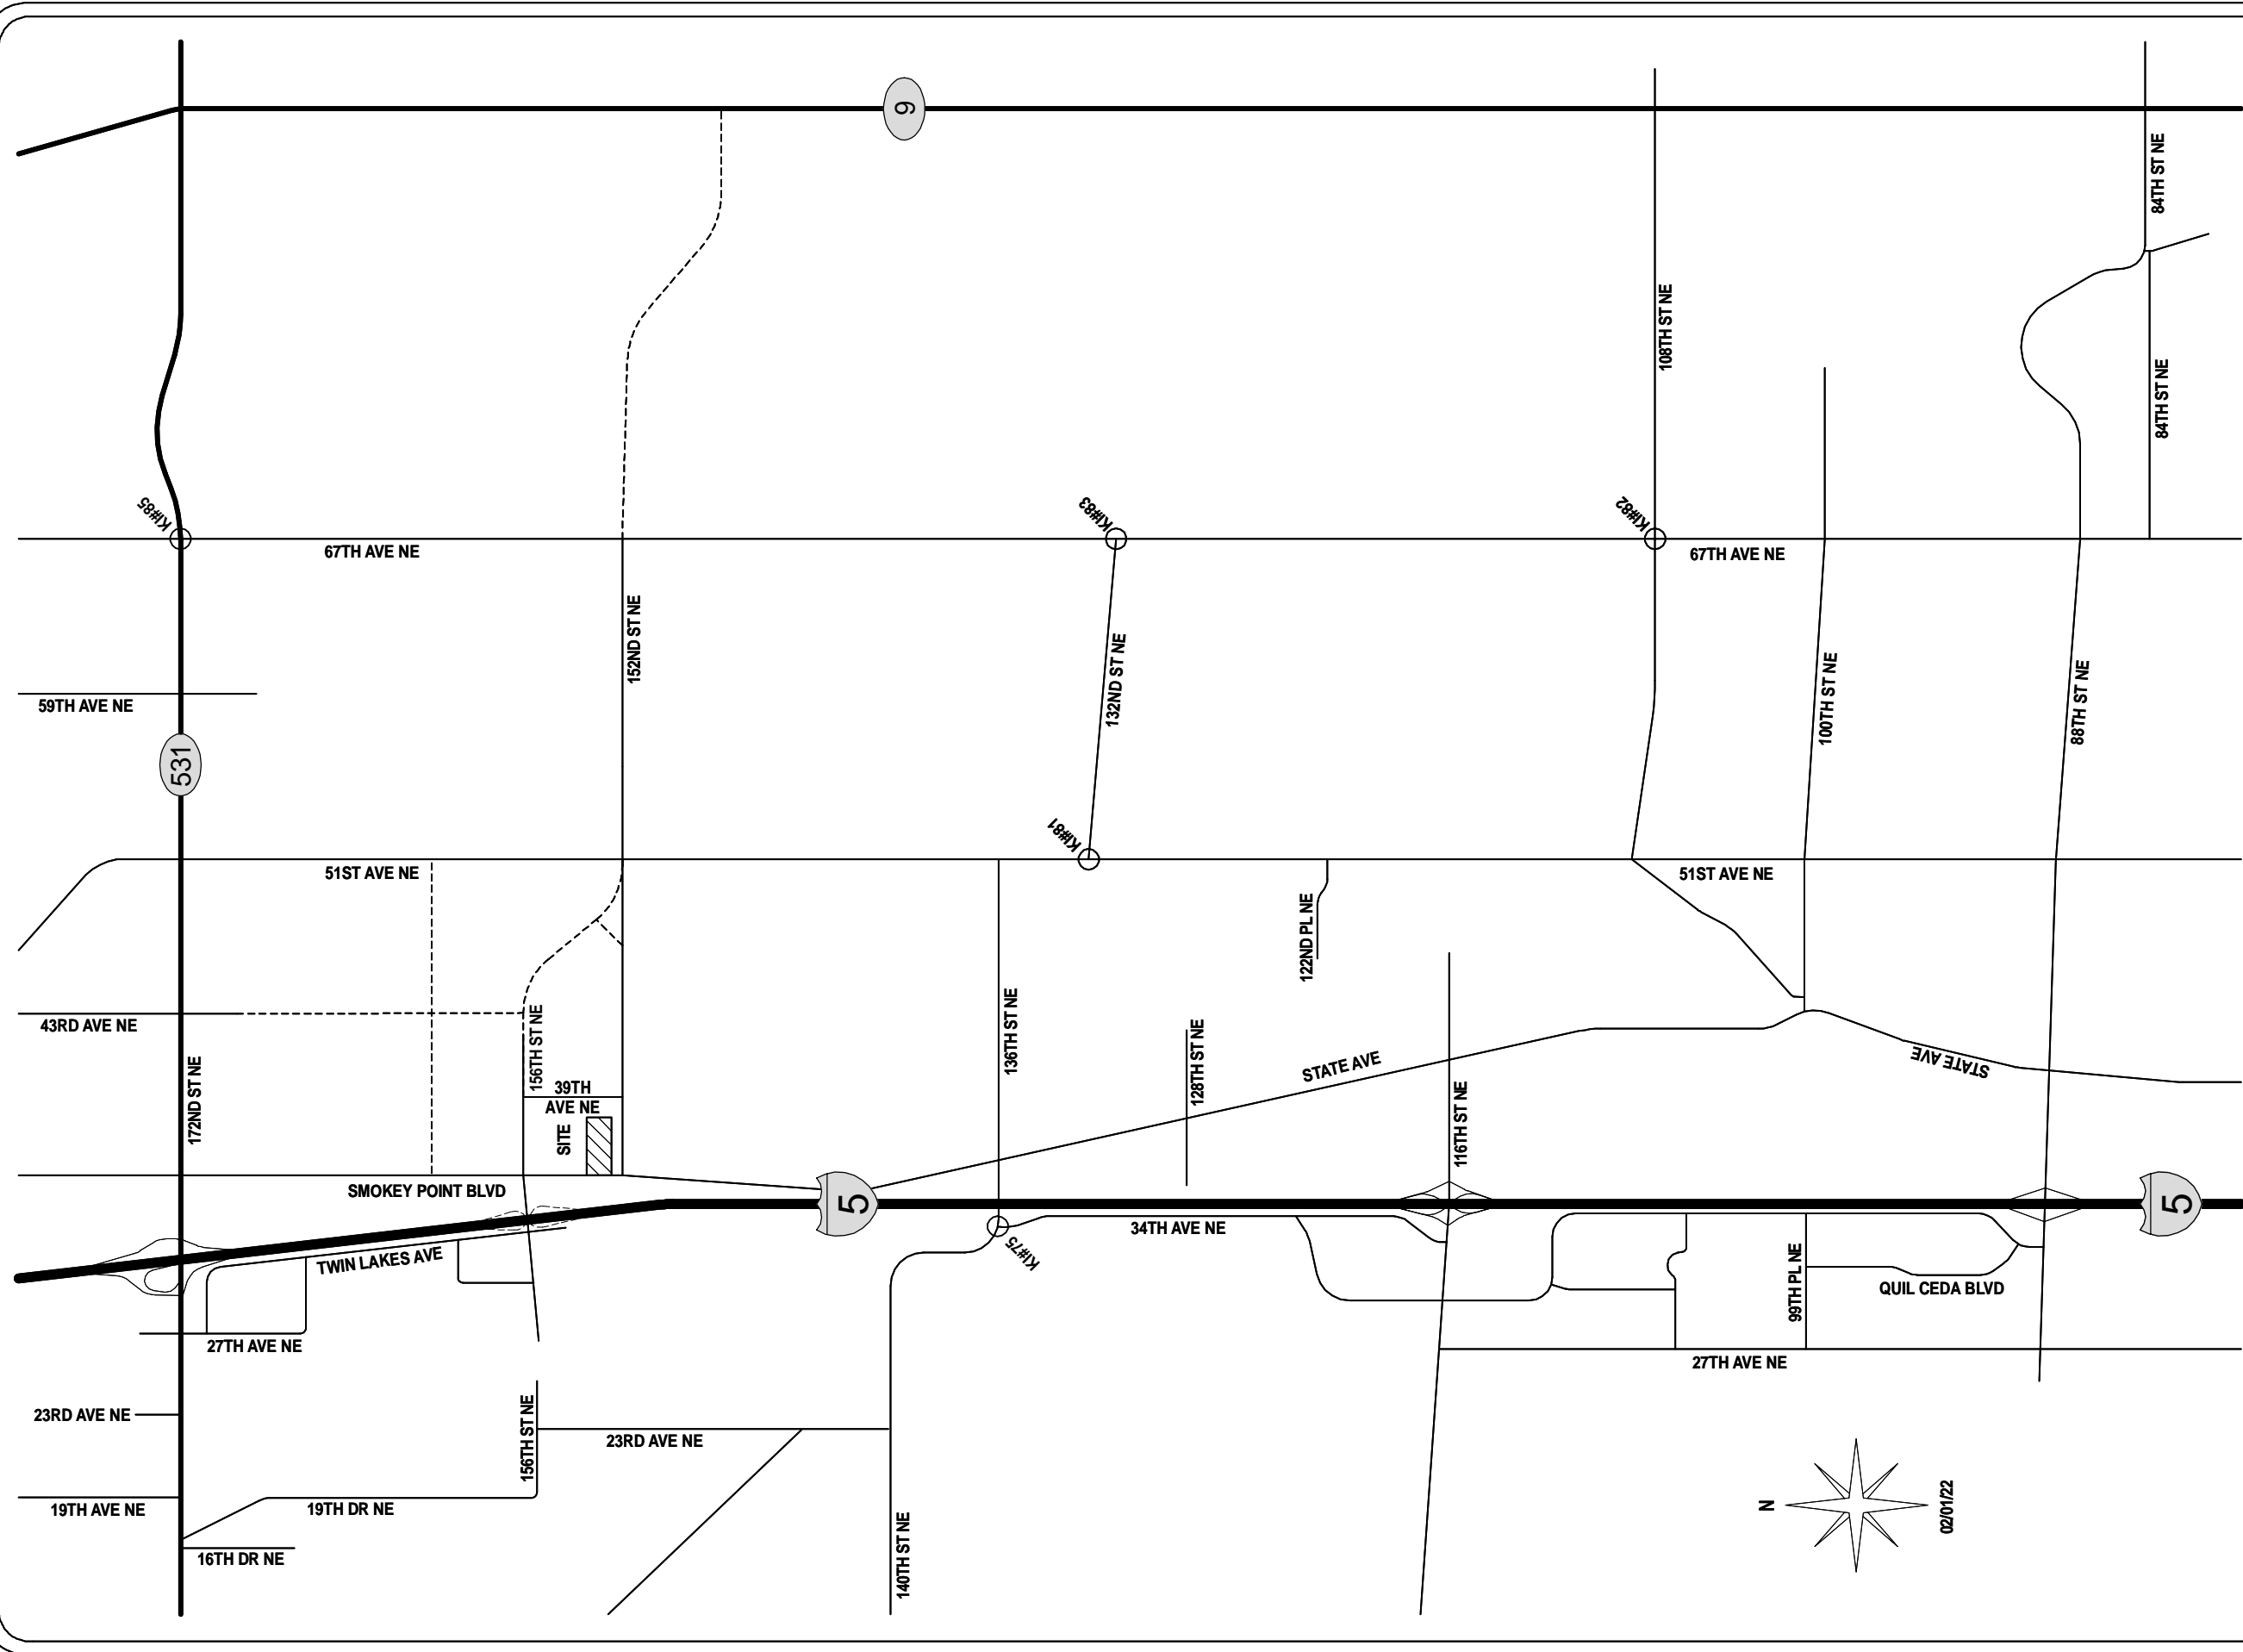 9
84TH ST NE
108TH ST NE
84TH ST NE
KI#85
KI#83
KI#82
67TH AVE NE
67TH AVE NE
152ND ST NE
132ND ST NE
100TH ST NE
88TH ST NE
59TH AVE NE
531
KI#81
51ST AVE NE
51ST AVE NE
122ND PL NE
43RD AVE NE
156TH ST NE
136TH ST NE
128TH ST NE
STATE AVE
STATE AVE
172ND ST NE
39TH
AVE NE
SITE
116TH ST NE
SMOKEY POINT BLVD
5
5
34TH AVE NE
KI#75
TWIN LAKES AVE
99TH PL NE
QUIL CEDA BLVD
27TH AVE NE
27TH AVE NE
23RD AVE NE
156TH ST NE
23RD AVE NE
19TH AVE NE
19TH DR NE
16TH DR NE
140TH ST NE
N
02/01/22